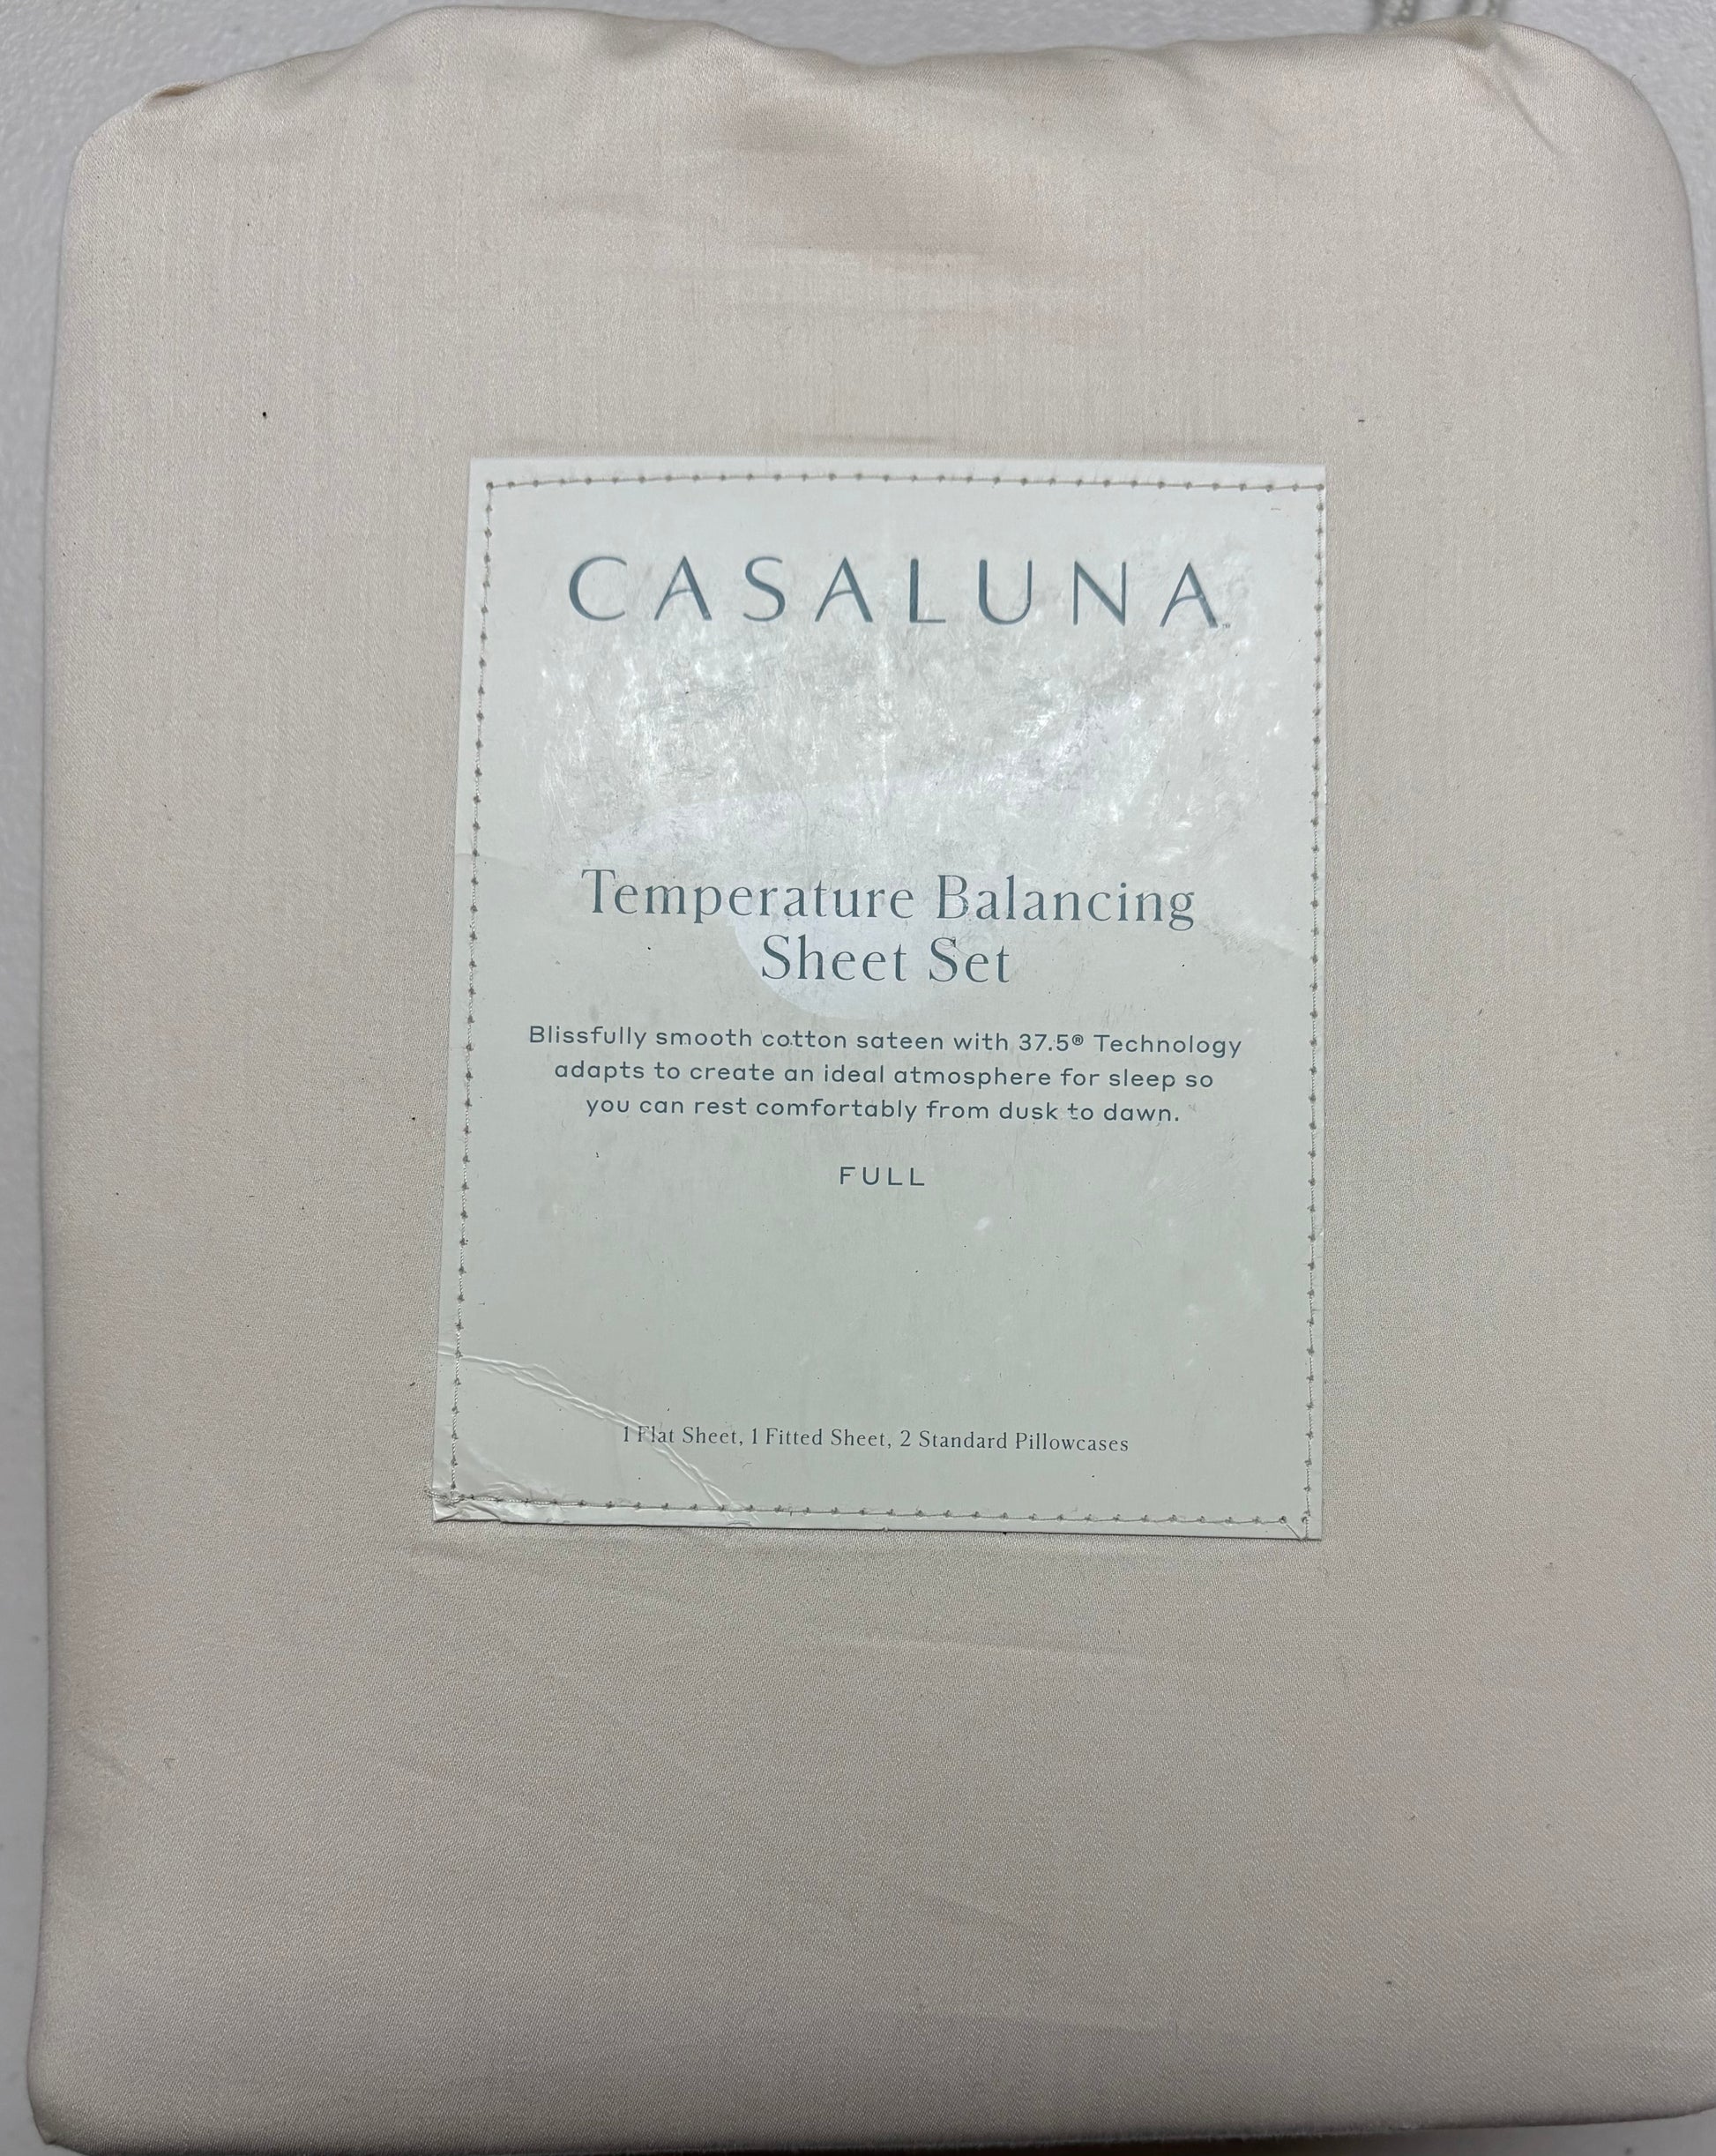 CASALUNA™
Temperature Balancing
Sheet Set
Blissfully smooth cotton sateen with 37.5® Technology
adapts to create an ideal atmosphere for sleep so
you can rest comfortably from dusk to dawn.
FULL
1 Flat Sheet, 1 Fitted Sheet, 2 Standard Pillowcases